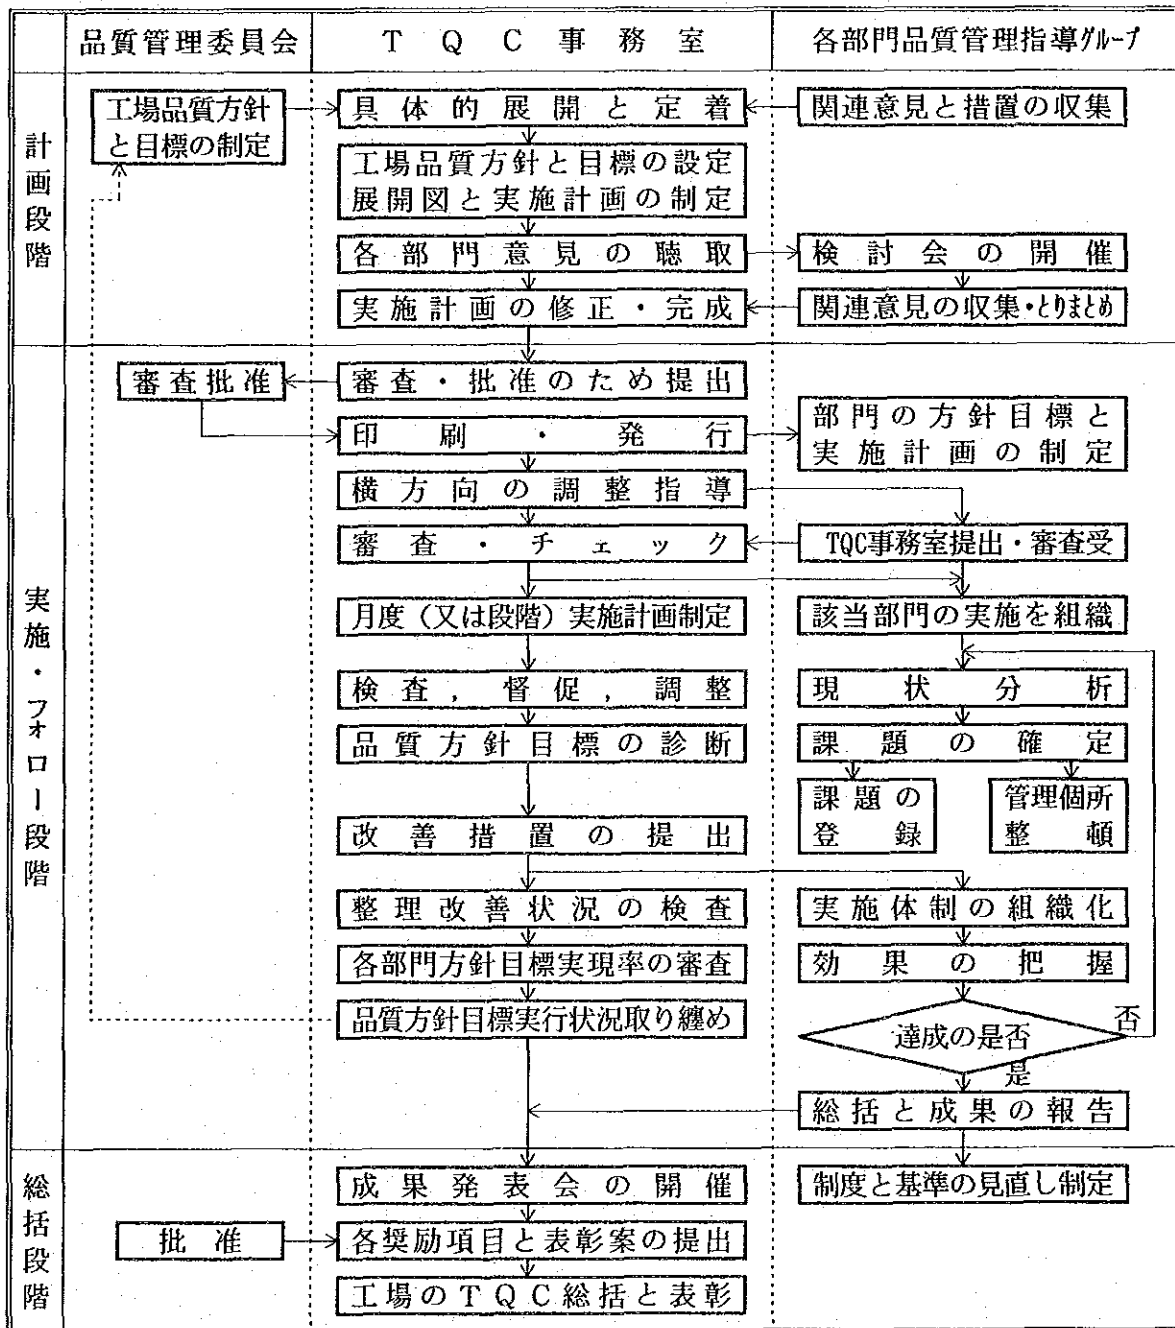 品質管理委員会
TQC事務室
各部門品質管理指導グループ
計画段階
工場品質方針
と目標の制定
具体的展開と定着
関連意見と措置の収集
工場品質方針と目標の設定
展開図と実施計画の制定
各部門意見の聴取
検討会の開催
実施計画の修正・完成
関連意見の収集・とりまとめ
実施・フォロー段階
審査批准
審査・批准のため提出
印刷・発行
部門の方針目標と
実施計画の制定
横方向の調整指導
審査・チェック
TQC事務室提出・審査受
月度(又は段階)実施計画制定
該当部門の実施を組織
検査,督促,調整
現状分析
品質方針目標の診断
課題の確定
課題の
登録
管理個所
整頓
改善措置の提出
整理改善状況の検査
実施体制の組織化
各部門方針目標実現率の審査
効果の把握
品質方針目標実行状況取り纏め
達成の是否
否
是
総括と成果の報告
総括段階
成果発表会の開催
制度と基準の見直し制定
批准
各奨励項目と表彰案の提出
工場のTQC総括と表彰